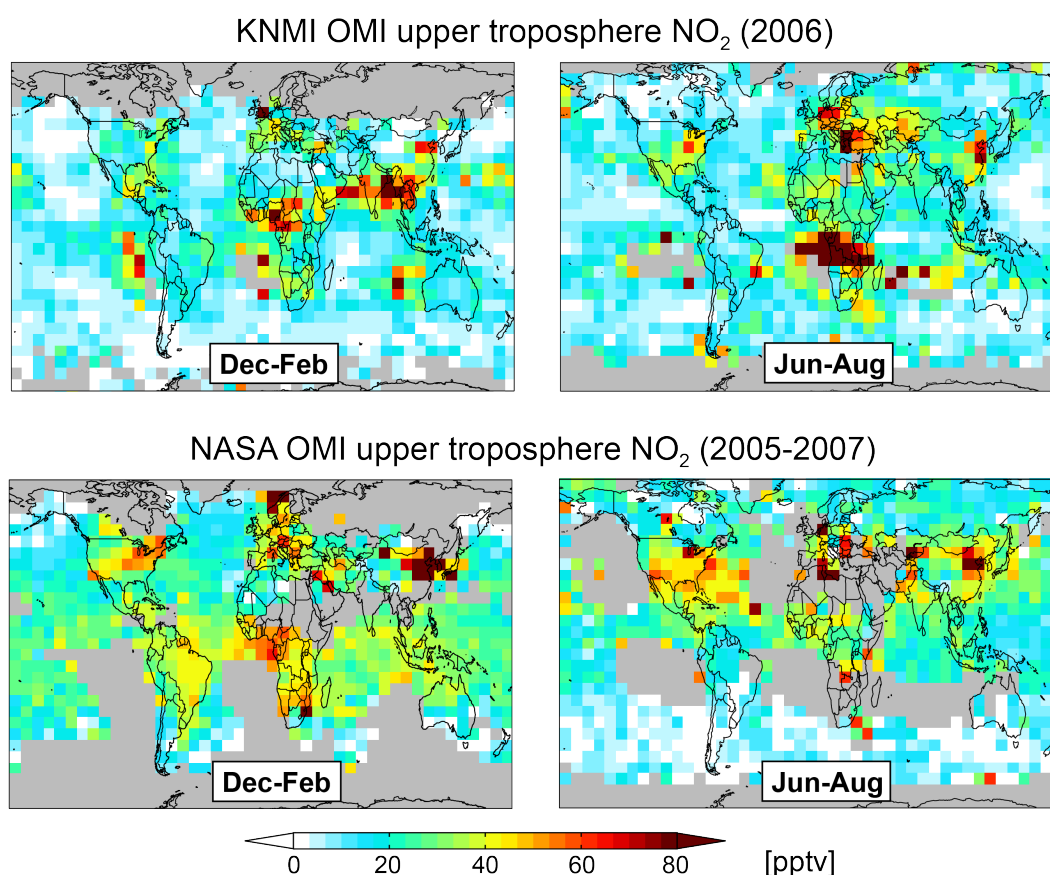 KNMI OMI upper troposphere NO2 (2006)
Dec-Feb
Jun-Aug
NASA OMI upper troposphere NO2 (2005-2007)
Dec-Feb
Jun-Aug
0 20 40 60 80 [pptv]